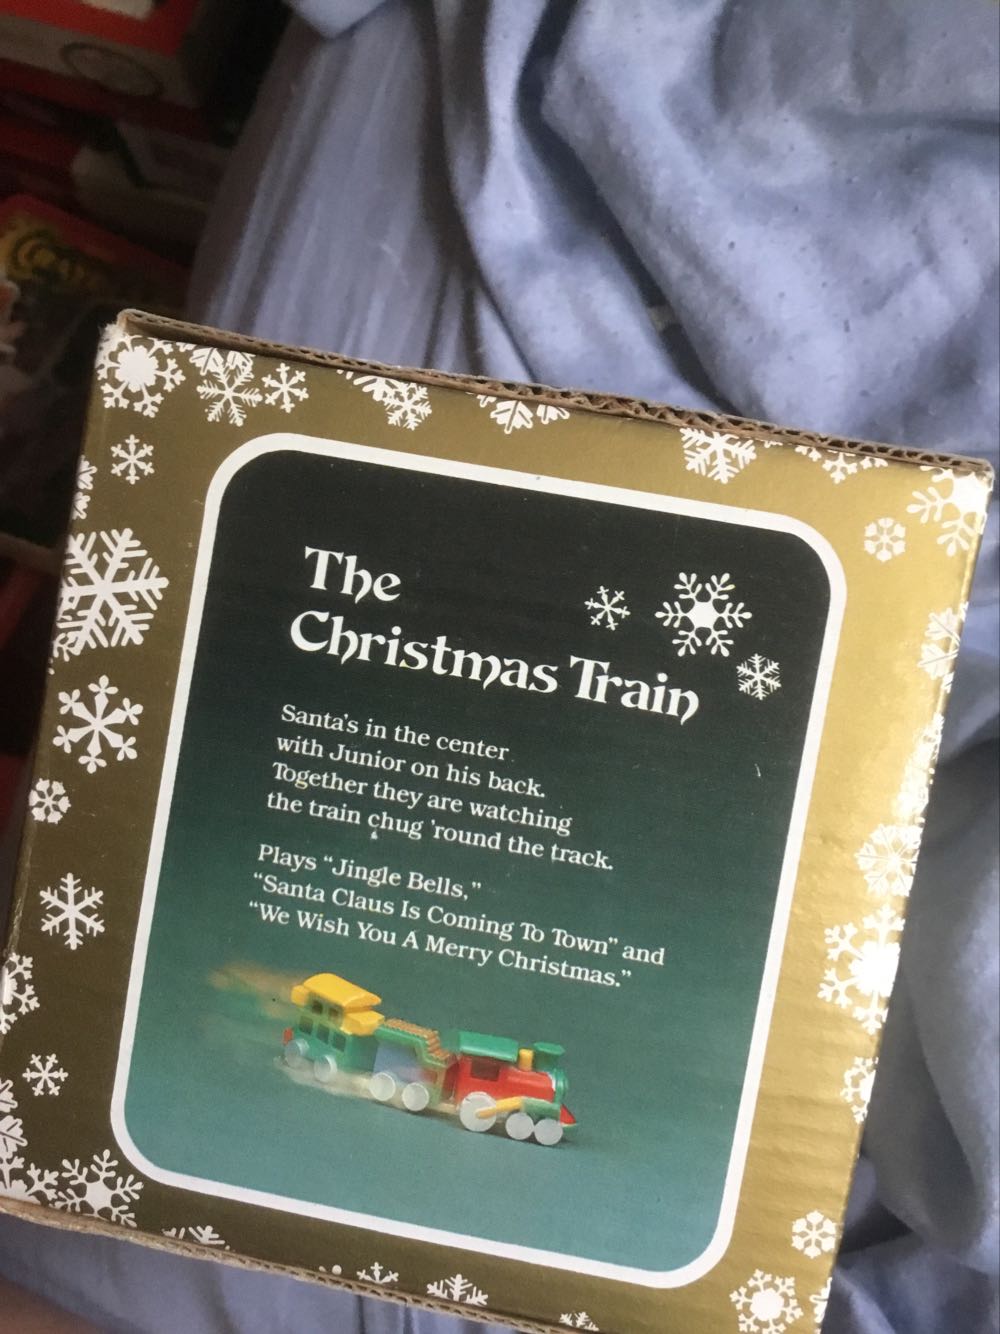 The
Christmas Train
Santa's in the center
with Junior on his back.
Together they are watching
the train chug 'round the track.
Plays "Jingle Bells,"
"Santa Claus Is Coming To Town" and
"We Wish You A Merry Christmas."